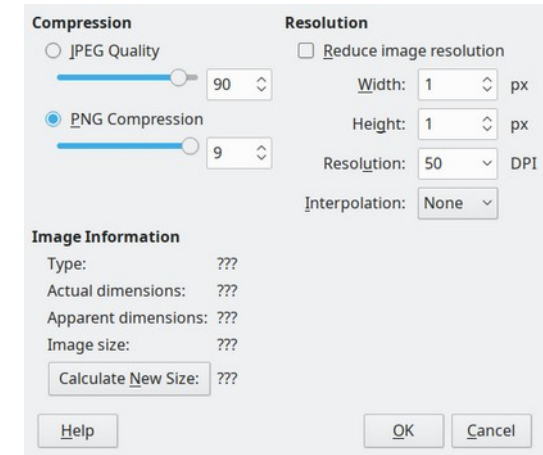 Compression
JPEG Quality
90
PNG Compression
9
Resolution
Reduce image resolution
Width: 1 px
Height: 1 px
Resolution: 50 DPI
Interpolation: None
Image Information
Type: ???
Actual dimensions: ???
Apparent dimensions: ???
Image size: ???
Calculate New Size: ???
Help
OK
Cancel